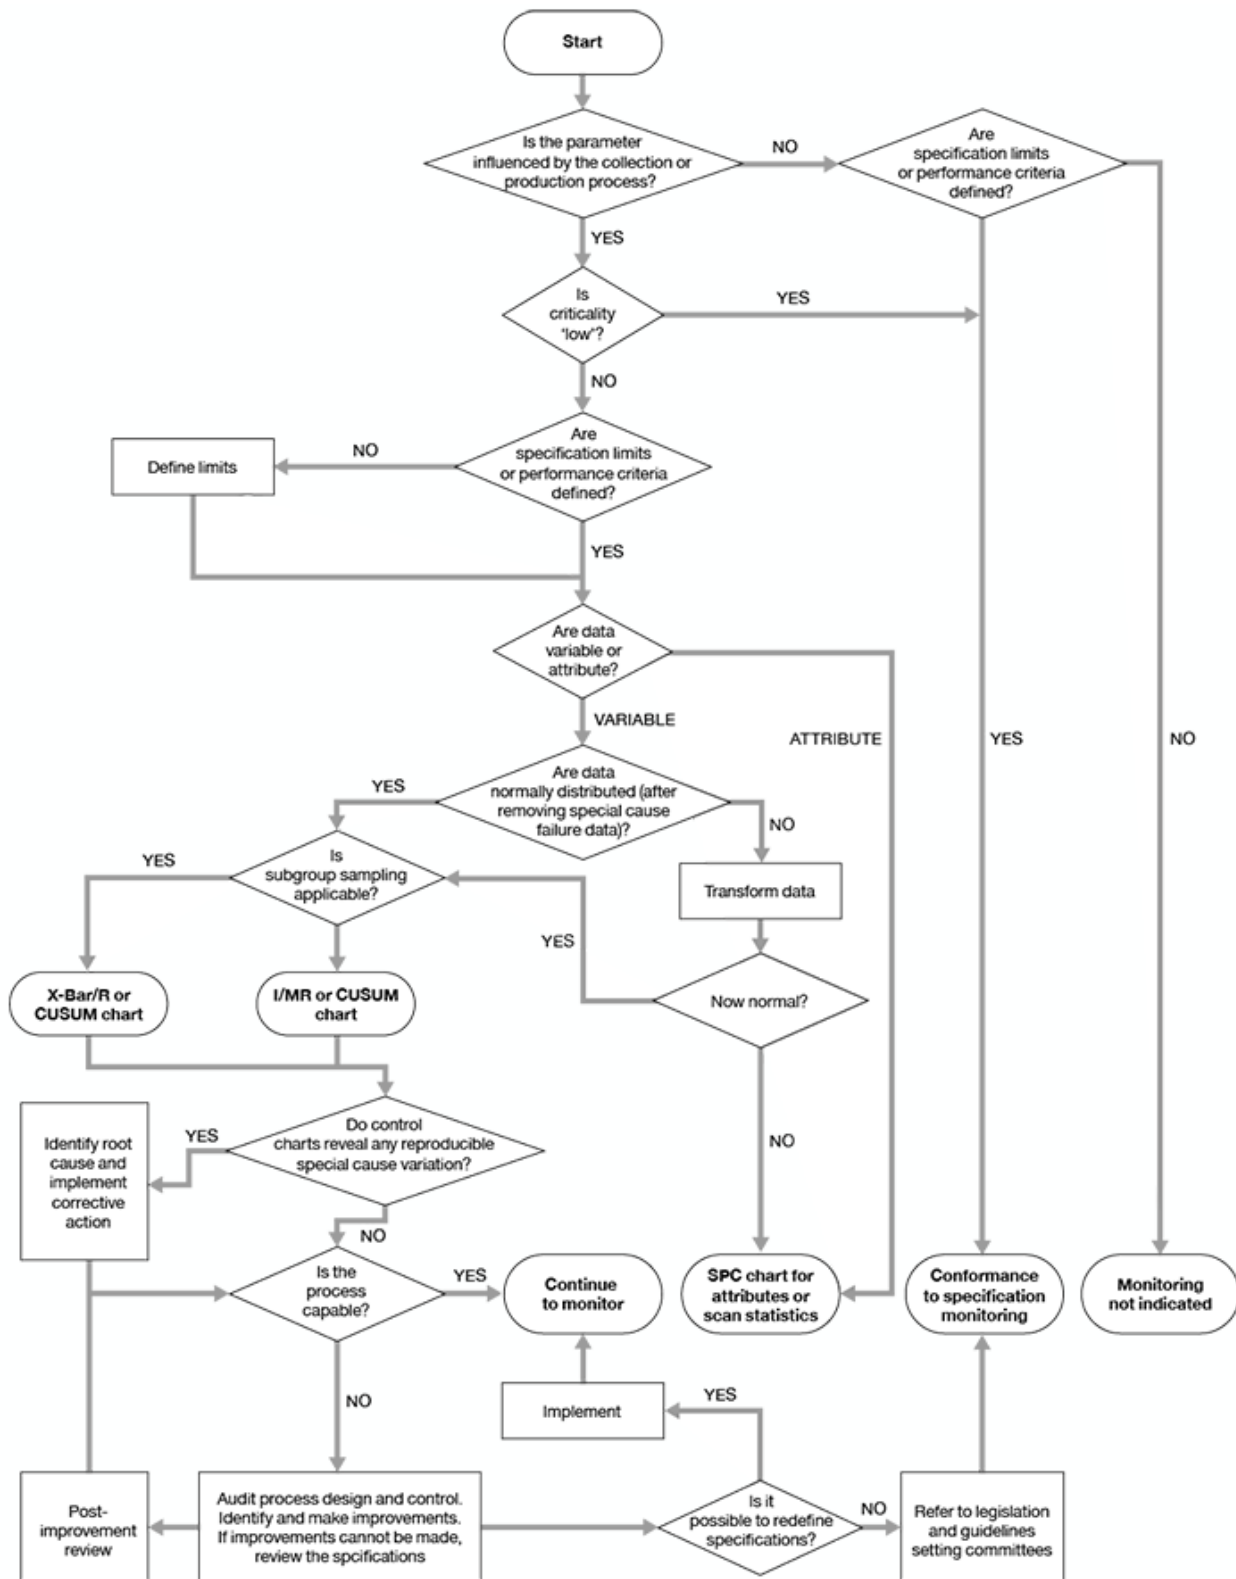 Start
Is the parameter
influenced by the collection or
production process?
NO
Are
specification limits
or performance criteria
defined?
YES
Is
criticality
'low'?
YES
NO
Are
specification limits
or performance criteria
defined?
NO
Define limits
YES
Are data
variable or
attribute?
VARIABLE
ATTRIBUTE
YES
NO
Are data
normally distributed (after
removing special cause
failure data)?
YES
NO
Is
subgroup sampling
applicable?
YES
Transform data
YES
Now normal?
X-Bar/R or
CUSUM chart
I/MR or CUSUM
chart
Do control
charts reveal any reproducible
special cause variation?
YES
Identify root
cause and
implement
corrective
action
NO
NO
Is the
process
capable?
YES
Continue
to monitor
SPC chart for
attributes or
scan statistics
Conformance
to specification
monitoring
Monitoring
not indicated
NO
Implement
YES
Post-
improvement
review
Audit process design and control.
Identify and make improvements.
If improvements cannot be made,
review the spcifications
Is it
possible to redefine
specifications?
NO
Refer to legislation
and guidelines
setting committees